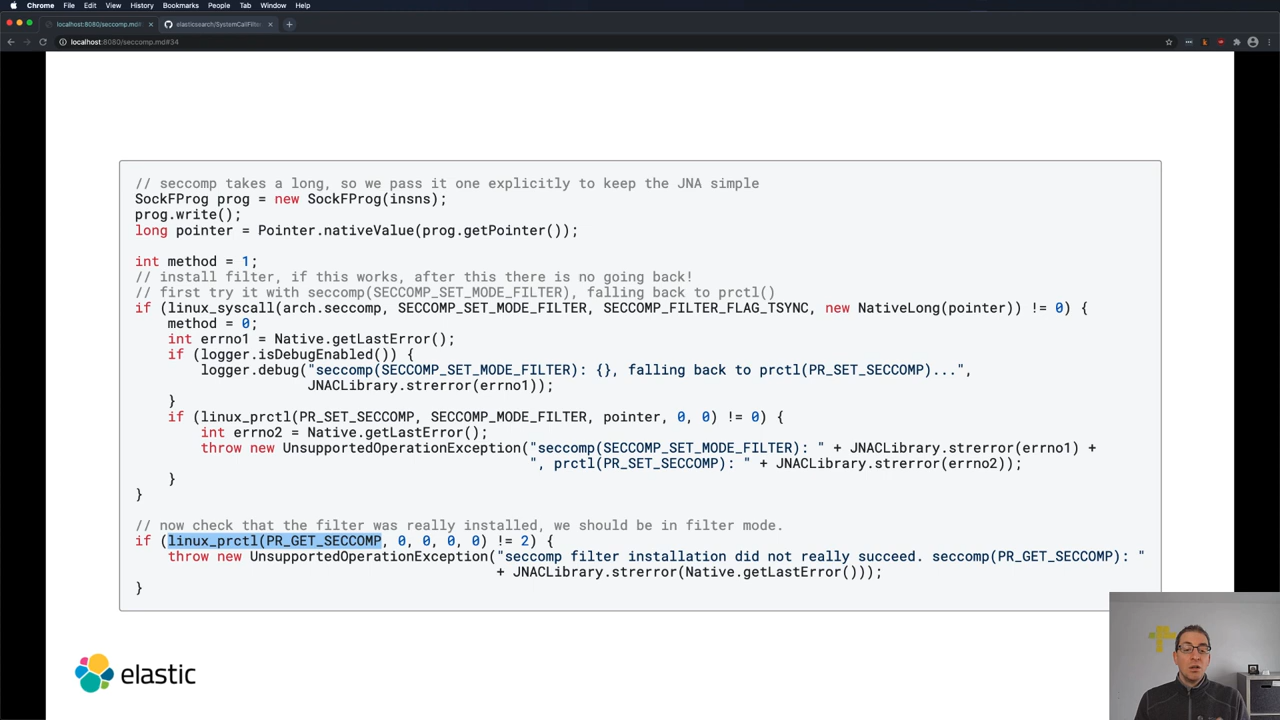 Chrome File Edit View History Bookmarks People Tab Window Help
localhost:8080/seccomp.md#
elasticsearch/SystemCallFilte
localhost:8080/seccomp.md#34
// seccomp takes a long, so we pass it one explicitly to keep the JNA simple
SockFProg prog = new SockFProg(insns);
prog.write();
long pointer = Pointer.nativeValue(prog.getPointer());
int method = 1;
// install filter, if this works, after this there is no going back!
// first try it with seccomp(SECCOMP_SET_MODE_FILTER), falling back to prctl()
if (linux_syscall(arch.seccomp, SECCOMP_SET_MODE_FILTER, SECCOMP_FILTER_FLAG_TSYNC, new NativeLong(pointer)) != 0) {
method = 0;
int errno1 = Native.getLastError();
if (logger.isDebugEnabled()) {
logger.debug("seccomp(SECCOMP_SET_MODE_FILTER): {}, falling back to prctl(PR_SET_SECCOMP)...",
JNACLibrary.strerror(errno1));
}
if (linux_prctl(PR_SET_SECCOMP, SECCOMP_MODE_FILTER, pointer, 0, 0) != 0) {
int errno2 = Native.getLastError();
throw new UnsupportedOperationException("seccomp(SECCOMP_SET_MODE_FILTER): " + JNACLibrary.strerror(errno1) +
", prctl(PR_SET_SECCOMP): " + JNACLibrary.strerror(errno2));
}
}
// now check that the filter was really installed, we should be in filter mode.
if (linux_prctl(PR_GET_SECCOMP, 0, 0, 0, 0) != 2) {
throw new UnsupportedOperationException("seccomp filter installation did not really succeed. seccomp(PR_GET_SECCOMP): "
+ JNACLibrary.strerror(Native.getLastError()));
}
elastic